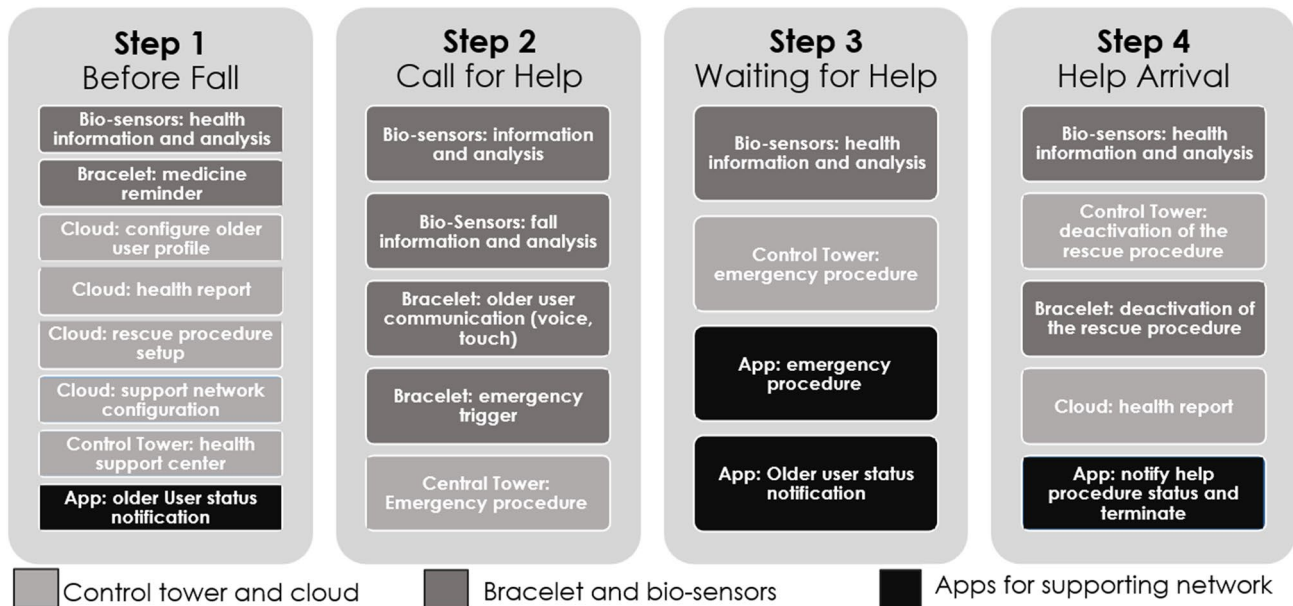 Step 1
Before Fall
Bio-sensors: health
information and analysis
Bracelet: medicine
reminder
Cloud: configure older
user profile
Cloud: health report
Cloud: rescue procedure
setup
Cloud: support network
configuration
Control Tower: health
support center
App: older User status
notification
Step 2
Call for Help
Bio-sensors: information
and analysis
Bio-Sensors: fall
information and analysis
Bracelet: older user
communication (voice,
touch)
Bracelet: emergency
trigger
Central Tower:
Emergency procedure
Step 3
Waiting for Help
Bio-sensors: health
information and analysis
Control Tower:
emergency procedure
App: emergency
procedure
App: Older user status
notification
Step 4
Help Arrival
Bio-sensors: health
information and analysis
Control Tower:
deactivation of the
rescue procedure
Bracelet: deactivation of
the rescue procedure
Cloud: health report
App: notify help
procedure status and
terminate
Control tower and cloud
Bracelet and bio-sensors
Apps for supporting network